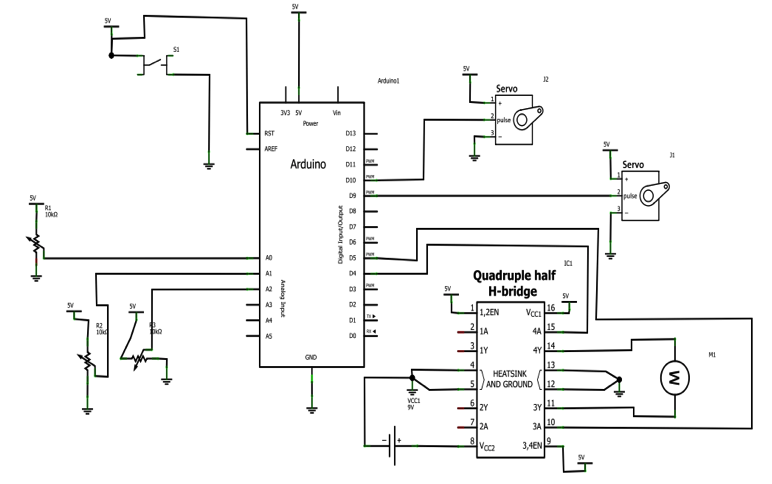 5V
5V
S1
Arduino1
5V
Servo
J2
1
+
2
pulse
3
−
3V3 5V
Vin
Power
RST
AREF
Arduino
D13
D12
D11
PWM
D10
PWM
D9
PWM
D8
D7
D6
PWM
D5
PWM
D4
D3
PWM
D2
D1
TX
D0
RX
Digital Input/Output
Analog Input
A0
A1
A2
A3
A4
A5
GND
5V
Servo
J1
1
+
2
pulse
3
−
5V
R1
10kΩ
5V
R2
10kΩ
5V
R3
10kΩ
Quadruple half
H-bridge
IC1
5V
5V
1
1,2EN
VCC1
16
2
1A
4A
15
3
1Y
4Y
14
4
13
HEATSINK
AND GROUND
5
12
6
2Y
3Y
11
7
2A
3A
10
8
VCC2
3,4EN
9
M
M1
VCC1
9V
−
+
5V